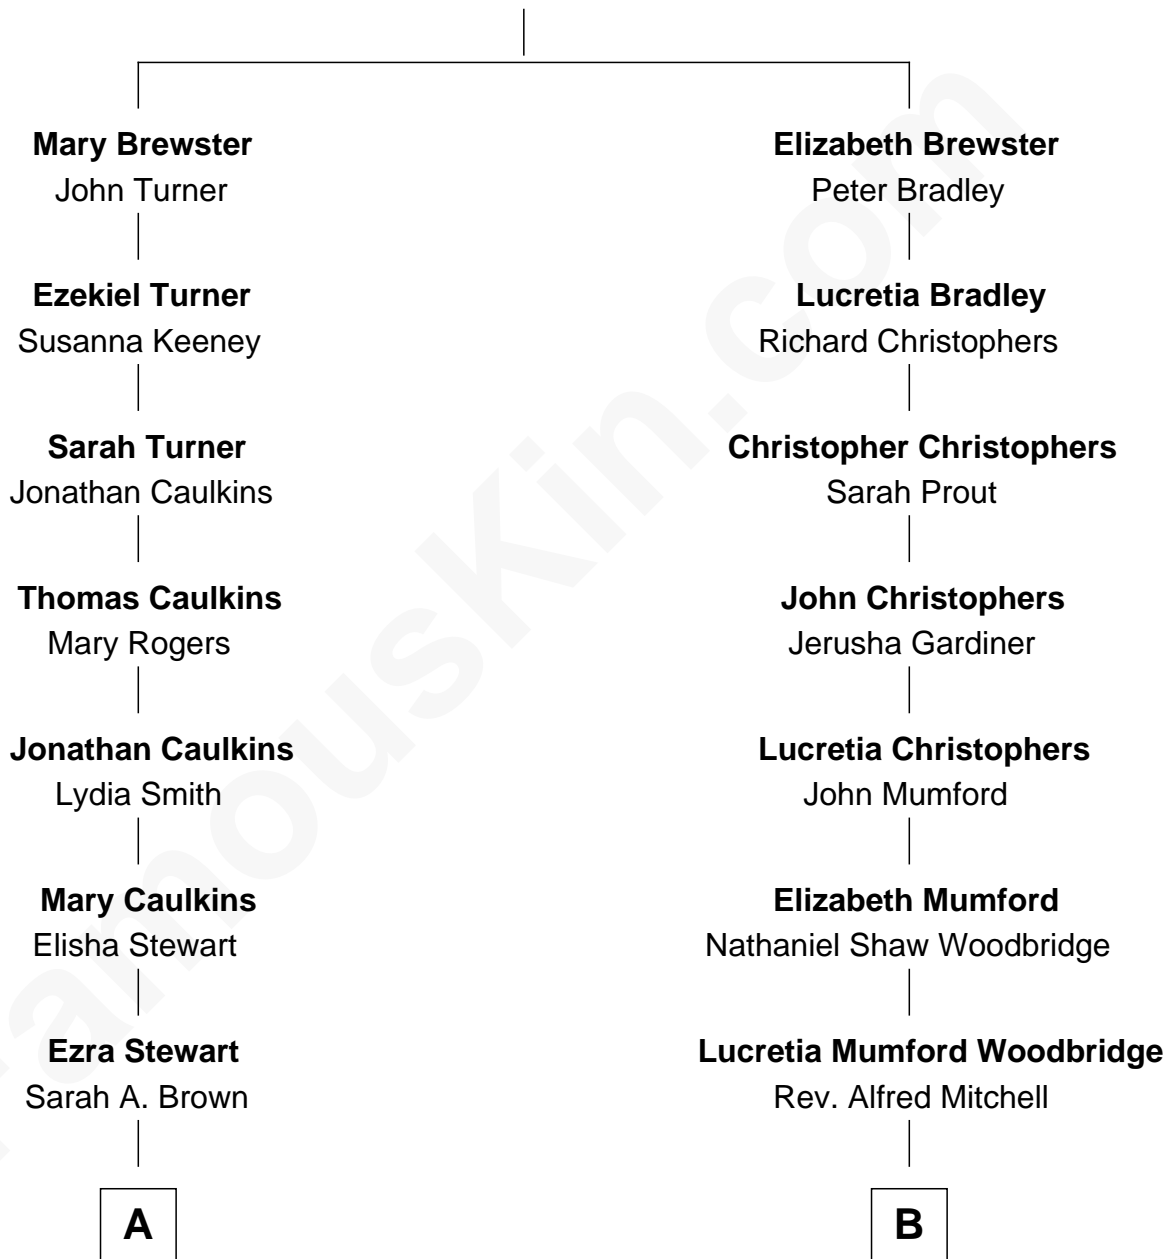 Mary Brewster
John Turner
Ezekiel Turner
Susanna Keeney
Sarah Turner
Jonathan Caulkins
Thomas Caulkins
Mary Rogers
Jonathan Caulkins
Lydia Smith
Mary Caulkins
Elisha Stewart
Ezra Stewart
Sarah A. Brown
A
Elizabeth Brewster
Peter Bradley
Lucretia Bradley
Richard Christophers
Christopher Christophers
Sarah Prout
John Christophers
Jerusha Gardiner
Lucretia Christophers
John Mumford
Elizabeth Mumford
Nathaniel Shaw Woodbridge
Lucretia Mumford Woodbridge
Rev. Alfred Mitchell
B
FamousKin.com